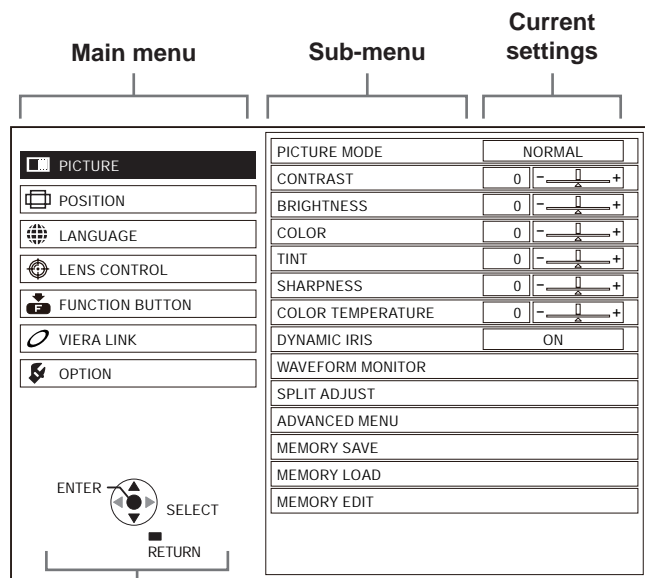 Main menu
Sub-menu
Current
settings
PICTURE
POSITION
LANGUAGE
LENS CONTROL
F
FUNCTION BUTTON
VIERA LINK
OPTION
PICTURE MODE NORMAL
CONTRAST 0 - +
BRIGHTNESS 0 - +
COLOR 0 - +
TINT 0 - +
SHARPNESS 0 - +
COLOR TEMPERATURE 0 - +
DYNAMIC IRIS ON
WAVEFORM MONITOR
SPLIT ADJUST
ADVANCED MENU
MEMORY SAVE
MEMORY LOAD
MEMORY EDIT
ENTER
SELECT
RETURN